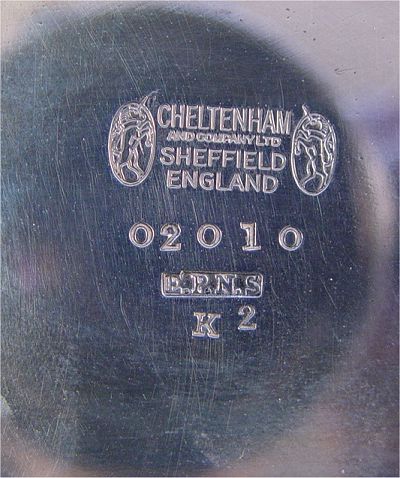 CHELTENHAM
AND COMPANY LTD
SHEFFIELD
ENGLAND
02010
E.P.N.S
K 2